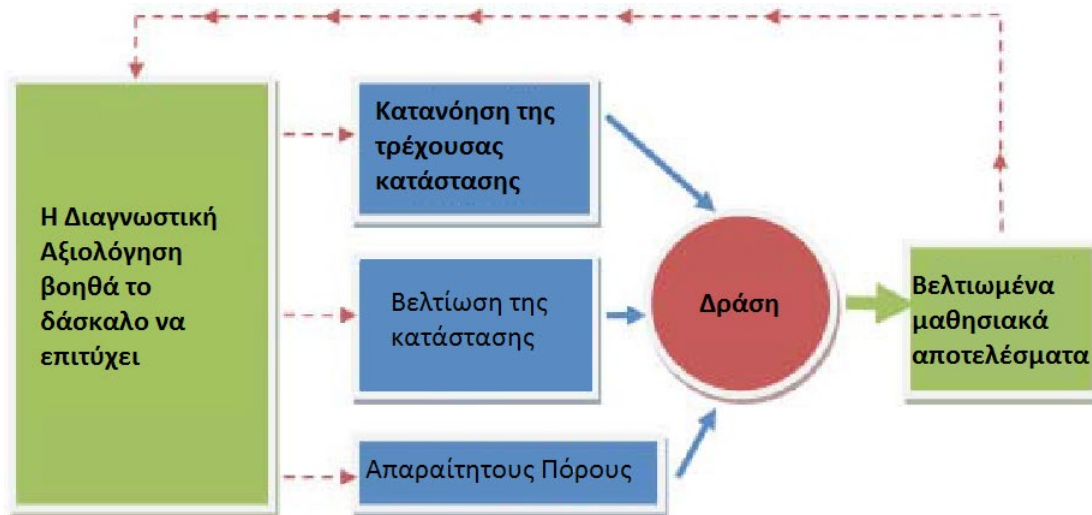 Η Διαγνωστική
Αξιολόγηση
βοηθά το
δάσκαλο να
επιτύχει
Κατανόηση της
τρέχουσας
κατάστασης
Βελτίωση της
κατάστασης
Απαραίτητους Πόρους
Δράση
Βελτιωμένα
μαθησιακά
αποτελέσματα